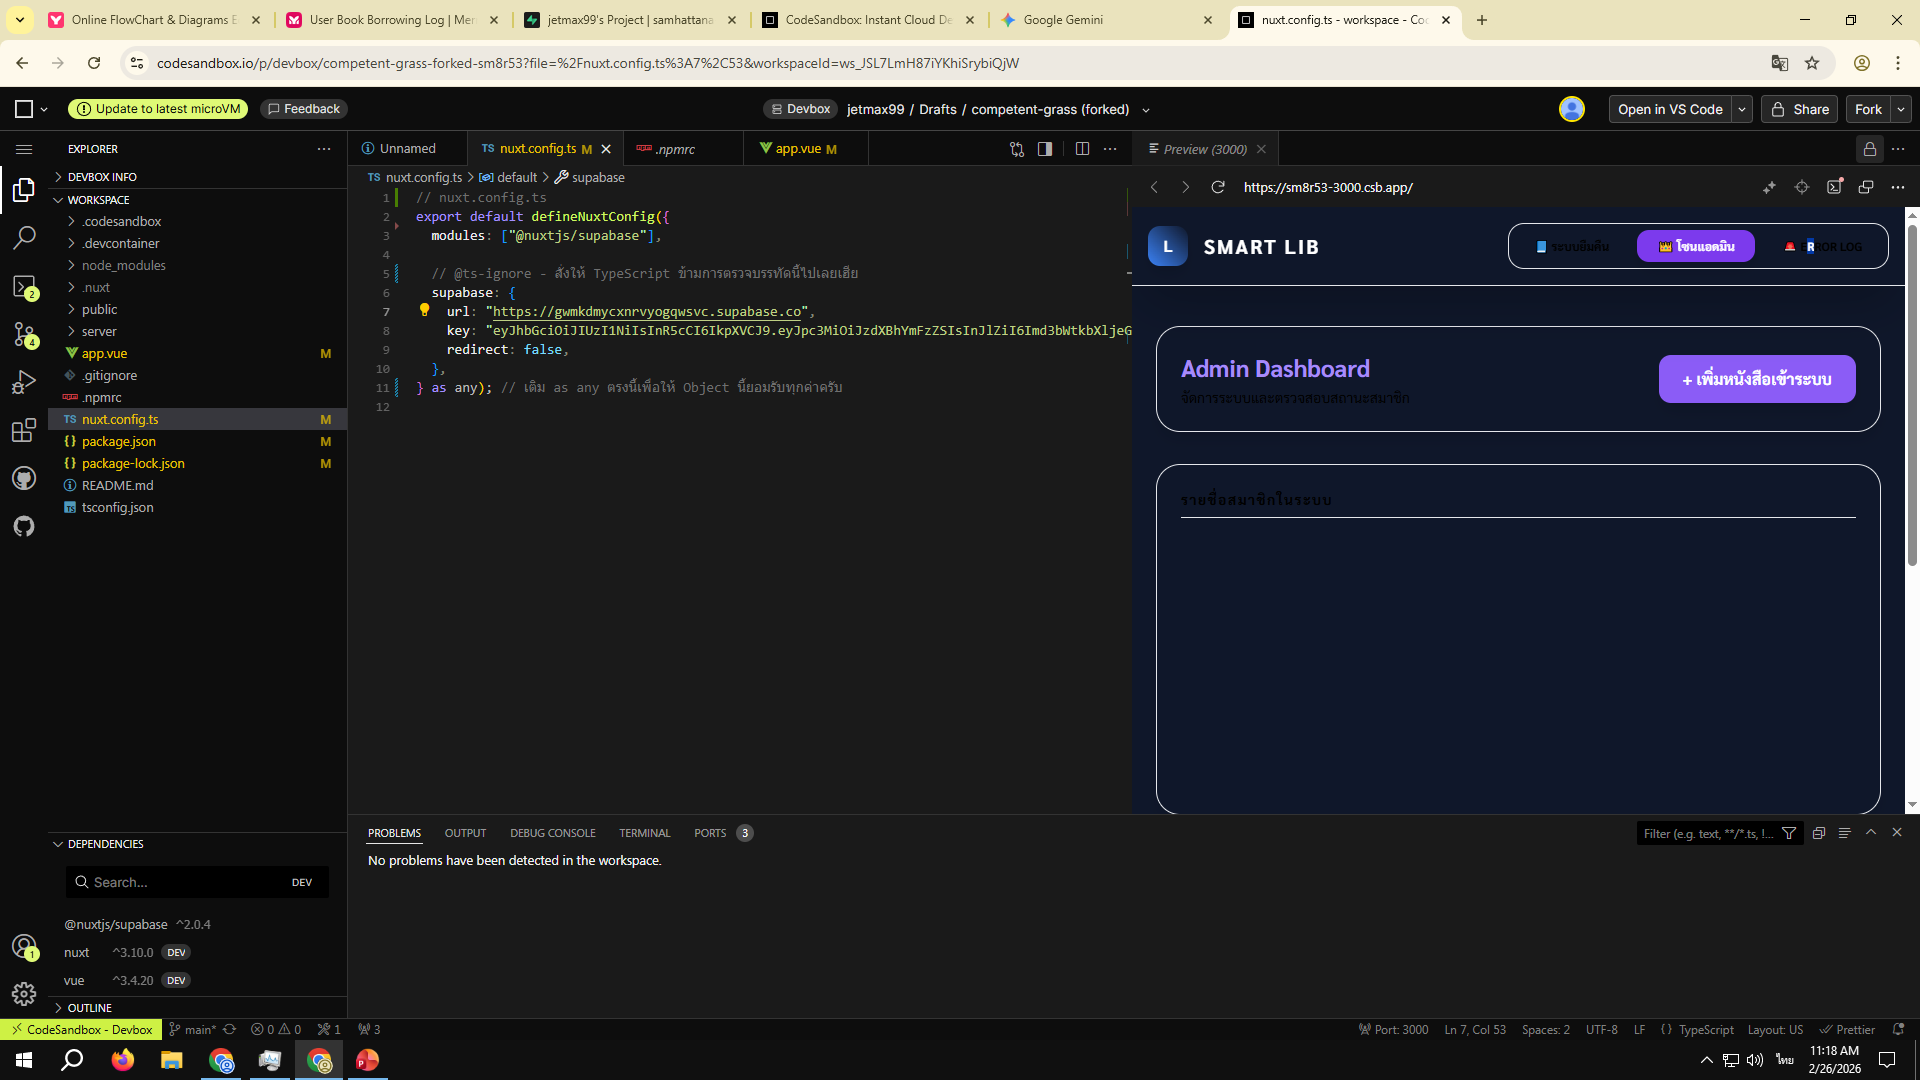 Online FlowChart & Diagrams E
User Book Borrowing Log | Mer
jetmax99's Project | samhattana
CodeSandbox: Instant Cloud De
Google Gemini
nuxt.config.ts - workspace - Co
codesandbox.io/p/devbox/competent-grass-forked-sm8r53?file=%2Fnuxt.config.ts%3A7%2C53&workspaceId=ws_JSL7LmH87iYKhiSrybiQjW
Update to latest microVM
Feedback
Devbox
jetmax99 / Drafts / competent-grass (forked)
Open in VS Code
Share
Fork
EXPLORER
DEVBOX INFO
WORKSPACE
.codesandbox
.devcontainer
node_modules
.nuxt
public
server
app.vue M
.gitignore
.npmrc
nuxt.config.ts M
package.json M
package-lock.json M
README.md
tsconfig.json
2
4
1
DEPENDENCIES
Search... DEV
@nuxtjs/supabase ^2.0.4
nuxt ^3.10.0 DEV
vue ^3.4.20 DEV
OUTLINE
Unnamed
TS nuxt.config.ts M
.npmrc
app.vue M
TS nuxt.config.ts > default > supabase
1 // nuxt.config.ts
2 export default defineNuxtConfig({
3 modules: ["@nuxtjs/supabase"],
4
5 // @ts-ignore - สั่งให้ TypeScript ข้ามการตรวจบรรทัดนี้ไปเลยเฮีย
6 supabase: {
7 url: "https://gwmkdmycxnrvyogqwsvc.supabase.co",
8 key: "eyJhbGciOiJIUzI1NiIsInR5cCI6IkpXVCJ9.eyJpc3MiOiJzdXBhYmFzZSIsInJlZiI6Imd3bWtkbXljeG
9 redirect: false,
10 },
11 } as any); // เติม as any ตรงนี้เพื่อให้ Object นี้ยอมรับทุกค่าครับ
12
Preview (3000)
https://sm8r53-3000.csb.app/
L
SMART LIB
ระบบยืมคืน
โซนแอดมิน
ERROR LOG
Admin Dashboard
จัดการระบบและตรวจสอบสถานะสมาชิก
+ เพิ่มหนังสือเข้าระบบ
รายชื่อสมาชิกในระบบ
PROBLEMS
OUTPUT
DEBUG CONSOLE
TERMINAL
PORTS 3
Filter (e.g. text, **/*.ts, !...
No problems have been detected in the workspace.
CodeSandbox - Devbox
main*
0 0
1
3
Port: 3000
Ln 7, Col 53
Spaces: 2
UTF-8
LF
{} TypeScript
Layout: US
Prettier
ไทย
11:18 AM
2/26/2026